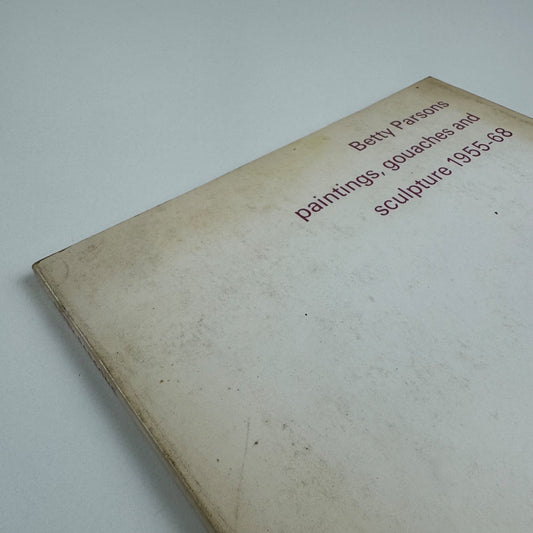 Betty Parsons
paintings, gouaches and
sculpture 1955-68